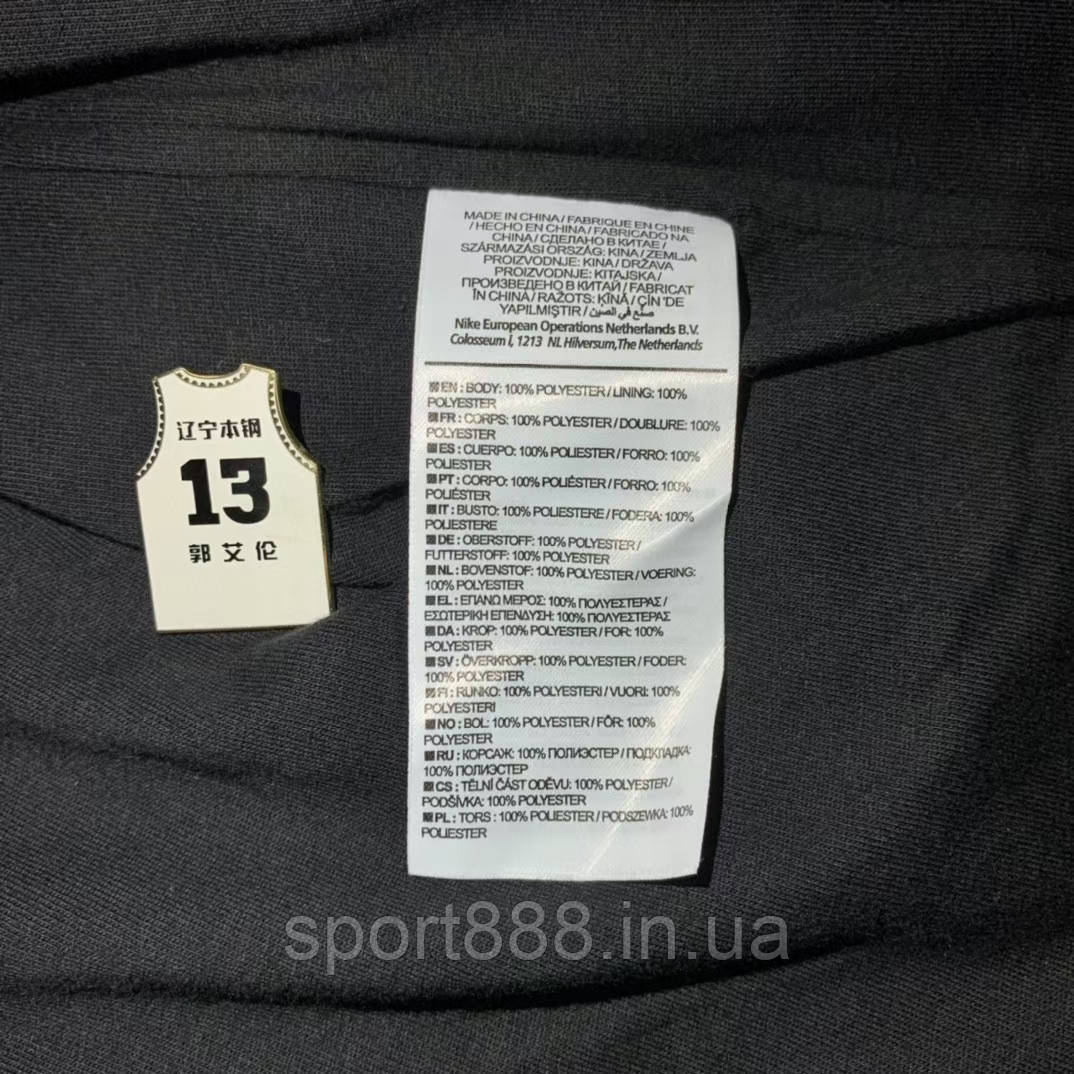 MADE IN CHINA / FABRIQUE EN CHINE
/ HECHO EN CHINA / FABRICADO NA
CHINA / СДЕЛАНО В КИТАЕ /
SZÁRMAZÁSI ORSZÁG: KINA / ZEMLJA
PROIZVODNJE: KINA / DRŽAVA
PROIZVODNJE: KITAJSKA /
ПРОИЗВЕДЕНО В КИТАЙ / FABRICAT
ÎN CHINA / RAŽOTS: ĶĪNĀ / ÇİN 'DE
YAPILMIŞTIR / صنع في الصين
Nike European Operations Netherlands B.V.
Colosseum I, 1213 NL Hilversum,The Netherlands
EN : BODY: 100% POLYESTER / LINING: 100%
POLYESTER
FR : CORPS: 100% POLYESTER / DOUBLURE: 100%
POLYESTER
ES : CUERPO: 100% POLIESTER / FORRO: 100%
POLIESTER
PT : CORPO: 100% POLIÉSTER / FORRO: 100%
POLIÉSTER
IT : BUSTO: 100% POLIESTERE / FODERA: 100%
POLIESTERE
DE : OBERSTOFF: 100% POLYESTER /
FUTTERSTOFF: 100% POLYESTER
NL : BOVENSTOF: 100% POLYESTER / VOERING:
100% POLYESTER
EL : ΕΠΑΝΩ ΜΕΡΟΣ: 100% ΠΟΛΥΕΣΤΕΡΑΣ /
ΕΣΩΤΕΡΙΚΗ ΕΠΕΝΔΥΣΗ: 100% ΠΟΛΥΕΣΤΕΡΑΣ
DA : KROP: 100% POLYESTER / FOR: 100%
POLYESTER
SV : ÖVERKROPP: 100% POLYESTER / FODER:
100% POLYESTER
FI : RUNKO: 100% POLYESTERI / VUORI: 100%
POLYESTERI
NO : BOL: 100% POLYESTER / FÔR: 100%
POLYESTER
RU : КОРСАЖ: 100% ПОЛИЭСТЕР / ПОДКЛАДКА:
100% ПОЛИЭСТЕР
CS : TĚLNÍ ČÁST ODĚVU: 100% POLYESTER /
PODŠÍVKA: 100% POLYESTER
PL : TORS : 100% POLIESTER / PODSZEWKA: 100%
POLIESTER
辽宁本钢
13
郭艾伦
sport888.in.ua